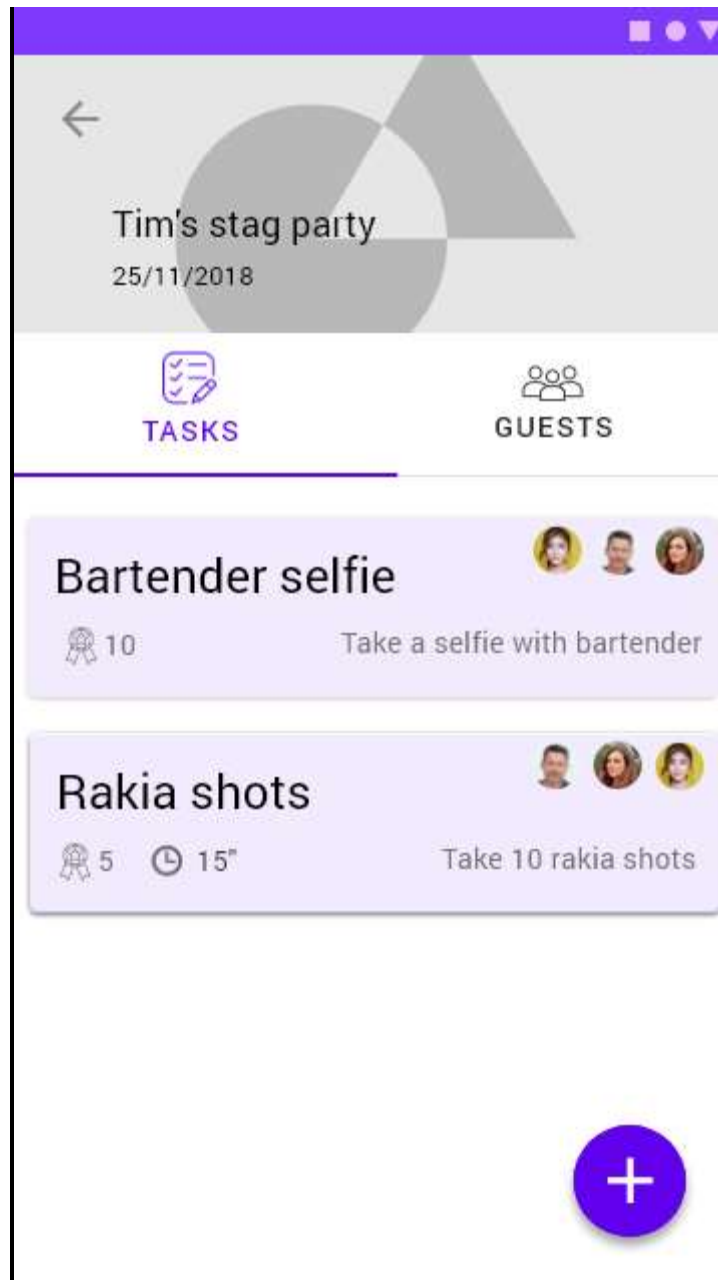 Tim's stag party
25/11/2018
TASKS
GUESTS
Bartender selfie
10
Take a selfie with bartender
Rakia shots
5
15"
Take 10 rakia shots